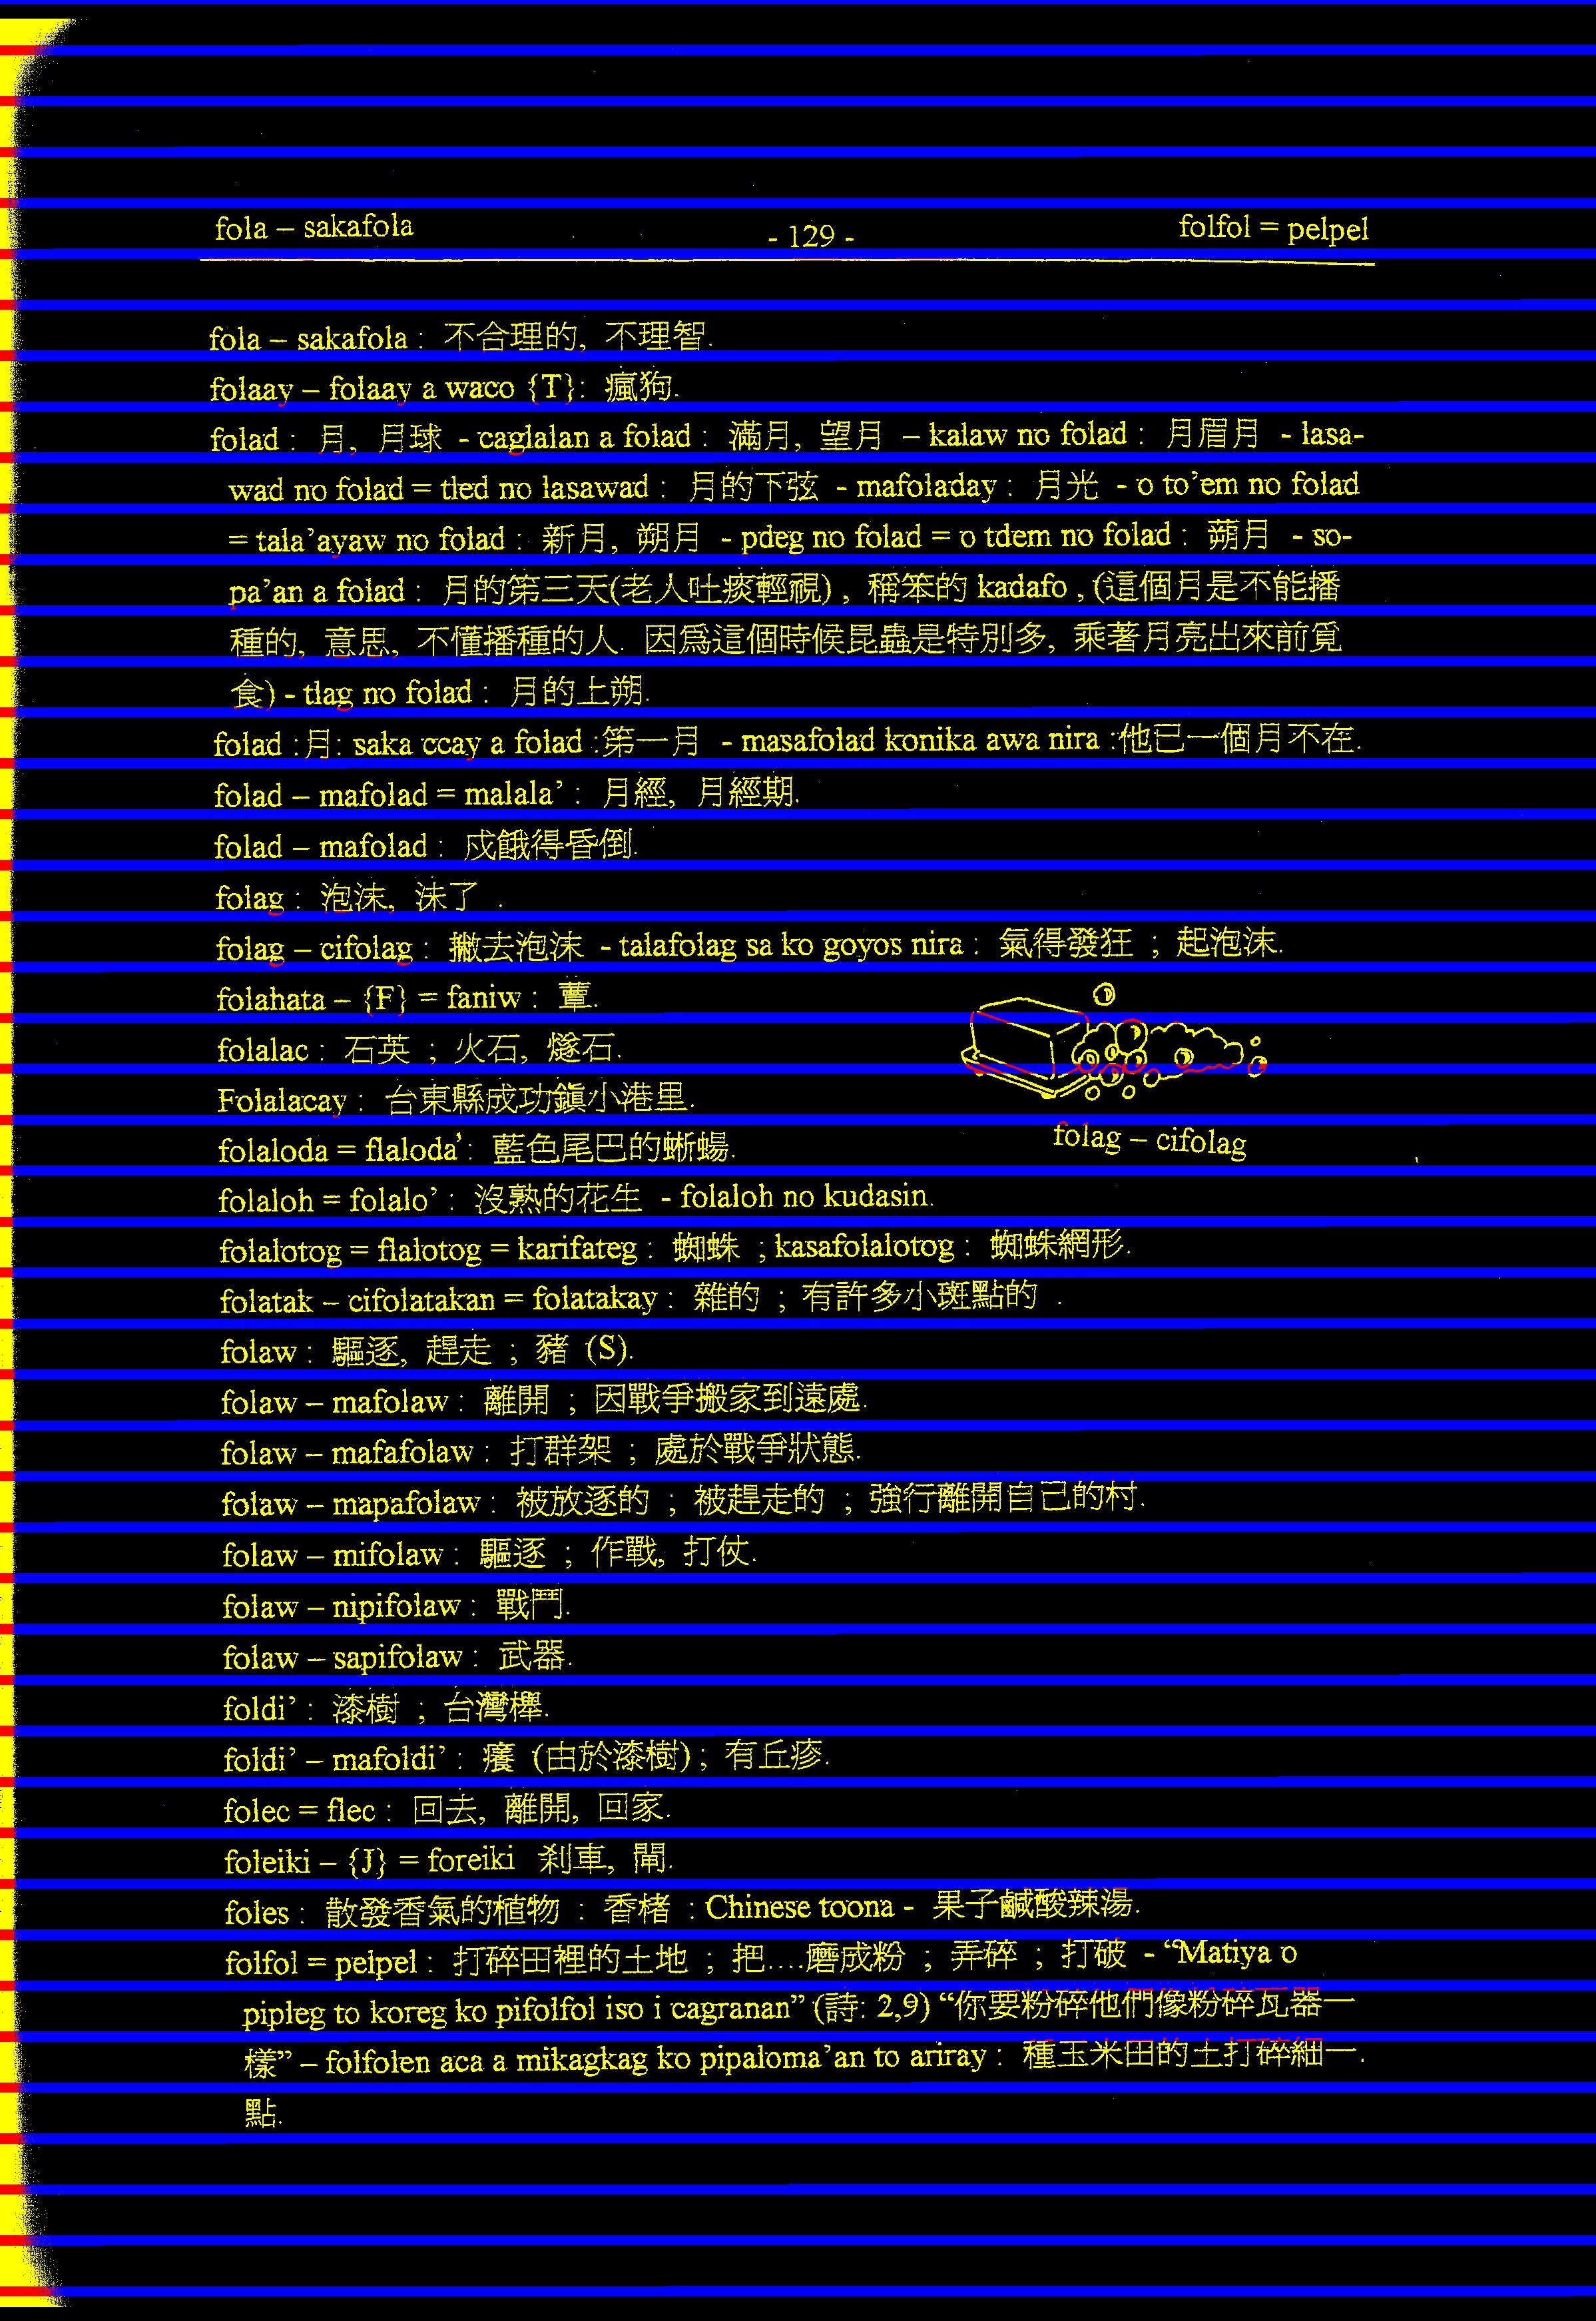 fola – sakafola - 129 - folfol = pelpel
fola – sakafola : 不合理的, 不理智.
folaay – folaay a waco {T}: 瘋狗.
folad : 月, 月球 - caglalan a folad : 滿月, 望月 – kalaw no folad : 月眉月 - lasa-
wad no folad = tled no lasawad : 月的下弦 - mafoladay : 月光 - o to’em no folad
= tala’ayaw no folad : 新月, 朔月 - pdeg no folad = o tdem no folad : 蒴月 - so-
pa’an a folad : 月的第三天(老人吐痰輕視) , 稱笨的 kadafo , (這個月是不能播
種的, 意思, 不懂播種的人. 因為這個時候昆蟲是特別多, 乘著月亮出來前覓
食) - tlag no folad : 月的上朔.
folad :月: saka ccay a folad :第一月 - masafolad konika awa nira :他已一個月不在.
folad – mafolad = malala’ : 月經, 月經期.
folad – mafolad : 戍餓得昏倒.
folag : 泡沫, 沫了 .
folag – cifolag : 撇去泡沫 - talafolag sa ko goyos nira : 氣得發狂 ; 起泡沫.
folahata – {F} = faniw : 蕈.
folalac : 石英 ; 火石, 燧石.
Folalacay : 台東縣成功鎮小港里.
folaloda = flaloda’: 藍色尾巴的蜥蜴.
folag – cifolag
folaloh = folalo’ : 沒熟的花生 - folaloh no kudasin.
folalotog = flalotog = karifateg : 蜘蛛 ; kasafolalotog : 蜘蛛網形.
folatak – cifolatakan = folatakay : 雜的 ; 有許多小斑點的 .
folaw : 驅逐, 趕走 ; 豬 (S).
folaw – mafolaw : 離開 ; 因戰爭搬家到遠處.
folaw – mafafolaw : 打群架 ; 處於戰爭狀態.
folaw – mapafolaw : 被放逐的 ; 被趕走的 ; 強行離開自己的村.
folaw – mifolaw : 驅逐 ; 作戰, 打仗.
folaw – nipifolaw : 戰鬥.
folaw – sapifolaw : 武器.
foldi’ : 漆樹 ; 台灣櫸.
foldi’ – mafoldi’ : 癢 (由於漆樹) ; 有丘疹.
folec = flec : 回去, 離開, 回家.
foleiki – {J} = foreiki 剎車, 閘.
foles : 散發香氣的植物 : 香楮 : Chinese toona - 果子鹹酸辣湯.
folfol = pelpel : 打碎田裡的土地 ; 把....磨成粉 ; 弄碎 ; 打破 - “Matiya o
pipleg to koreg ko pifolfol iso i cagranan” (詩: 2,9) “你要粉碎他們像粉碎瓦器一
樣” – folfolen aca a mikagkag ko pipaloma’an to ariray : 種玉米田的土打碎細一.
點.